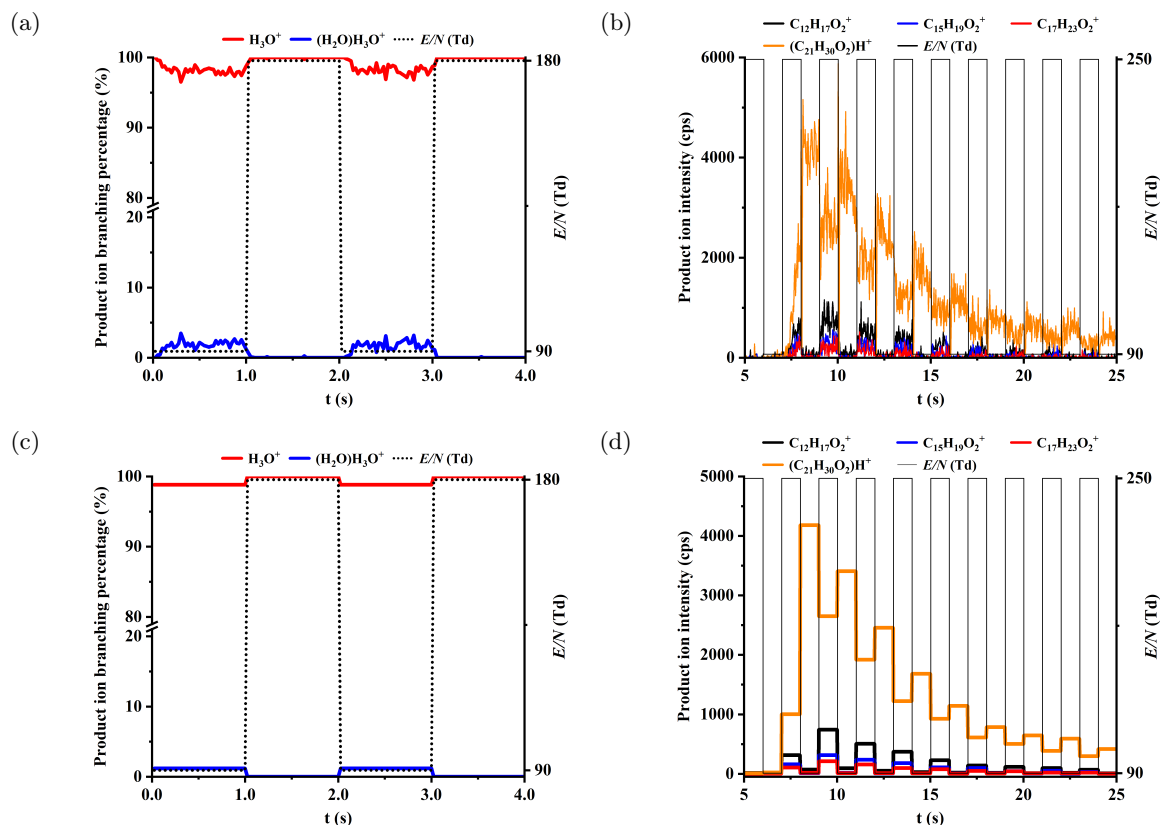 (a)
H₃O⁺ (H₂O)H₃O⁺ E/N (Td)
Product ion branching percentage (%)
100
90
80
20
10
0
180
90
E/N (Td)
0.0 1.0 2.0 3.0 4.0
t (s)
(b)
C₁₂H₁₇O₂⁺ C₁₅H₁₉O₂⁺ C₁₇H₂₃O₂⁺
(C₂₁H₃₀O₂)H⁺ E/N (Td)
Product ion intensity (cps)
6000
4000
2000
0
250
90
E/N (Td)
5 10 15 20 25
t (s)
(c)
H₃O⁺ (H₂O)H₃O⁺ E/N (Td)
Product ion branching percentage (%)
100
90
80
20
10
0
180
90
E/N (Td)
0.0 1.0 2.0 3.0 4.0
t (s)
(d)
C₁₂H₁₇O₂⁺ C₁₅H₁₉O₂⁺ C₁₇H₂₃O₂⁺
(C₂₁H₃₀O₂)H⁺ E/N (Td)
Product ion intensity (cps)
5000
4000
3000
2000
1000
0
250
90
E/N (Td)
5 10 15 20 25
t (s)